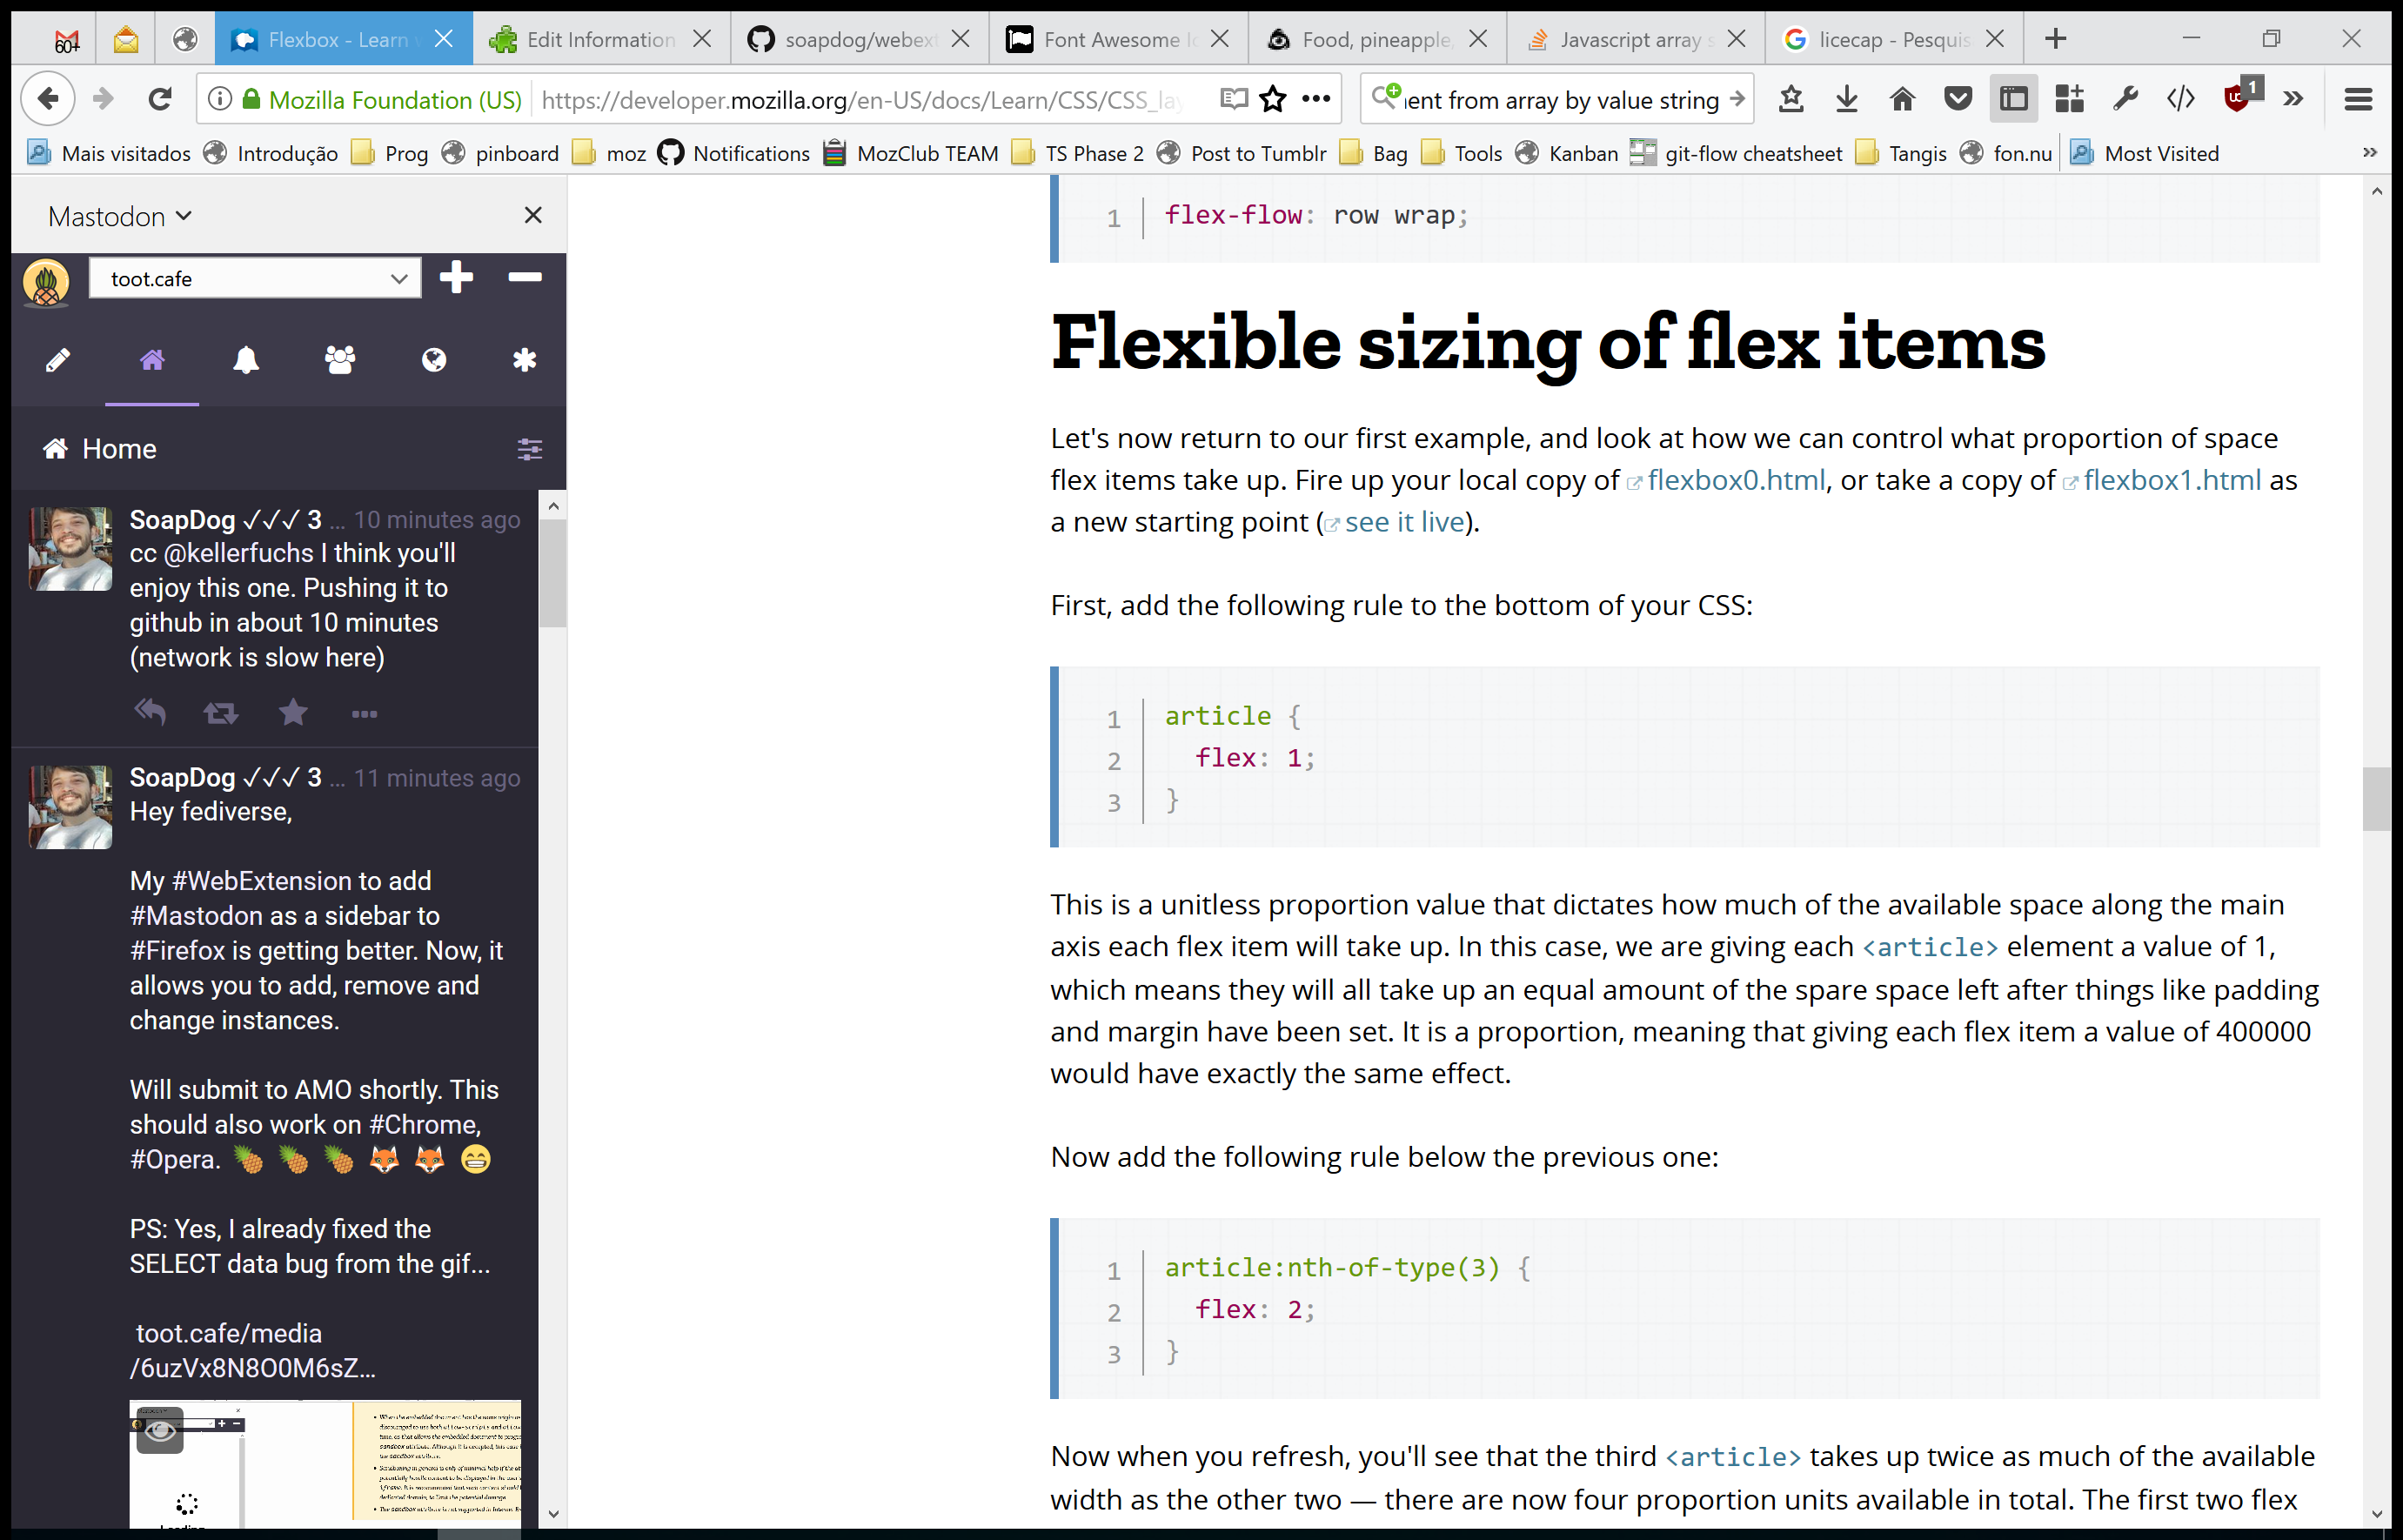 60+
Flexbox - Learn
Edit Information
soapdog/webext
Font Awesome
Food, pineapple,
Javascript array
licecap - Pesquis
Mozilla Foundation (US)
https://developer.mozilla.org/en-US/docs/Learn/CSS/CSS_la
ent from array by value string
1
Mais visitados
Introdução
Prog
pinboard
moz
Notifications
MozClub TEAM
TS Phase 2
Post to Tumblr
Bag
Tools
Kanban
git-flow cheatsheet
Tangis
fon.nu
Most Visited
Mastodon
toot.cafe
Home
SoapDog ✓✓✓ 3 ... 10 minutes ago
cc @kellerfuchs I think you'll
enjoy this one. Pushing it to
github in about 10 minutes
(network is slow here)
SoapDog ✓✓✓ 3 ... 11 minutes ago
Hey fediverse,
My #WebExtension to add
#Mastodon as a sidebar to
#Firefox is getting better. Now, it
allows you to add, remove and
change instances.
Will submit to AMO shortly. This
should also work on #Chrome,
#Opera. 🍍 🍍 🍍 🦊 🦊 😁
PS: Yes, I already fixed the
SELECT data bug from the gif...
toot.cafe/media
/6uzVx8N8O0M6sZ...
1 flex-flow: row wrap;
Flexible sizing of flex items
Let's now return to our first example, and look at how we can control what proportion of space
flex items take up. Fire up your local copy of flexbox0.html, or take a copy of flexbox1.html as
a new starting point (see it live).
First, add the following rule to the bottom of your CSS:
1 article {
2   flex: 1;
3 }
This is a unitless proportion value that dictates how much of the available space along the main
axis each flex item will take up. In this case, we are giving each <article> element a value of 1,
which means they will all take up an equal amount of the spare space left after things like padding
and margin have been set. It is a proportion, meaning that giving each flex item a value of 400000
would have exactly the same effect.
Now add the following rule below the previous one:
1 article:nth-of-type(3) {
2   flex: 2;
3 }
Now when you refresh, you'll see that the third <article> takes up twice as much of the available
width as the other two — there are now four proportion units available in total. The first two flex